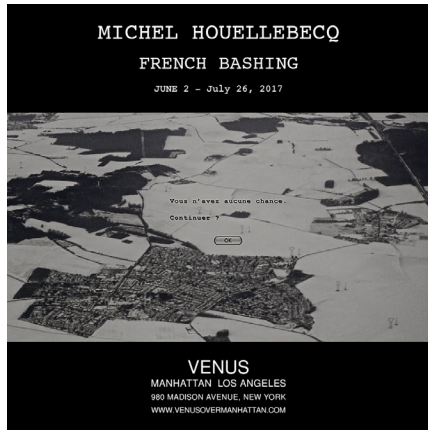 MICHEL HOUELLEBECQ
FRENCH BASHING
JUNE 2 – July 26, 2017
Vous n'avez aucune chance.
Continuer ?
OK
VENUS
MANHATTAN LOS ANGELES
980 MADISON AVENUE, NEW YORK
WWW.VENUSOVERMANHATTAN.COM